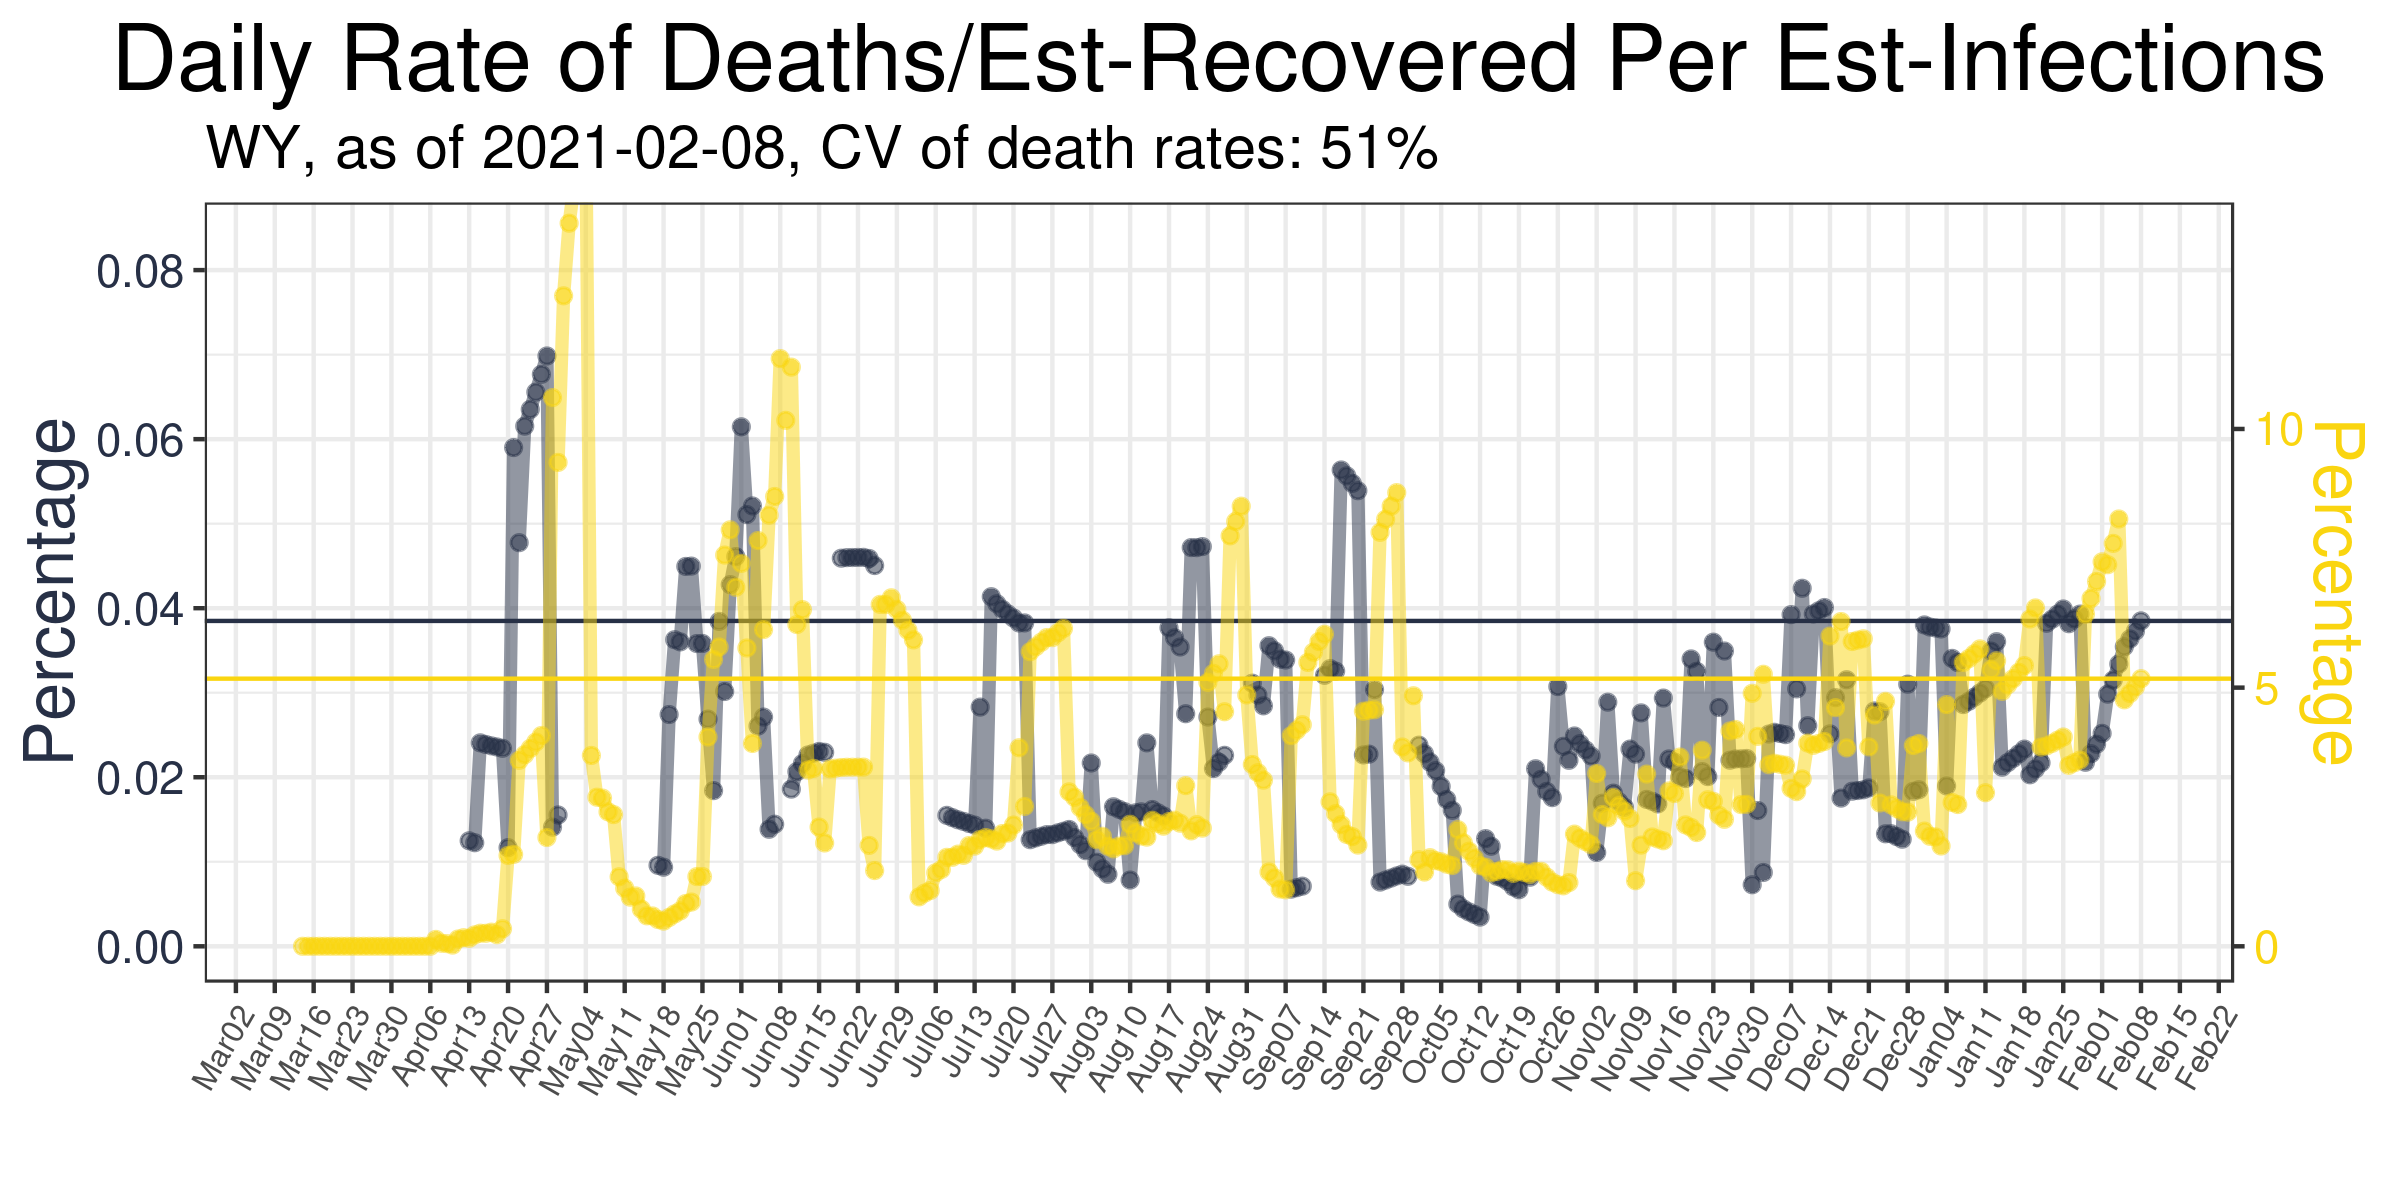 Daily Rate of Deaths/Est-Recovered Per Est-Infections
WY, as of 2021-02-08, CV of death rates: 51%
Percentage
0.08
0.06
0.04
0.02
0.00
10
5
0
Percentage
Mar02 Mar09 Mar16 Mar23 Mar30 Apr06 Apr13 Apr20 Apr27 May04 May11 May18 May25 Jun01 Jun08 Jun15 Jun22 Jun29 Jul06 Jul13 Jul20 Jul27 Aug03 Aug10 Aug17 Aug24 Aug31 Sep07 Sep14 Sep21 Sep28 Oct05 Oct12 Oct19 Oct26 Nov02 Nov09 Nov16 Nov23 Nov30 Dec07 Dec14 Dec21 Dec28 Jan04 Jan11 Jan18 Jan25 Feb01 Feb08 Feb15 Feb22